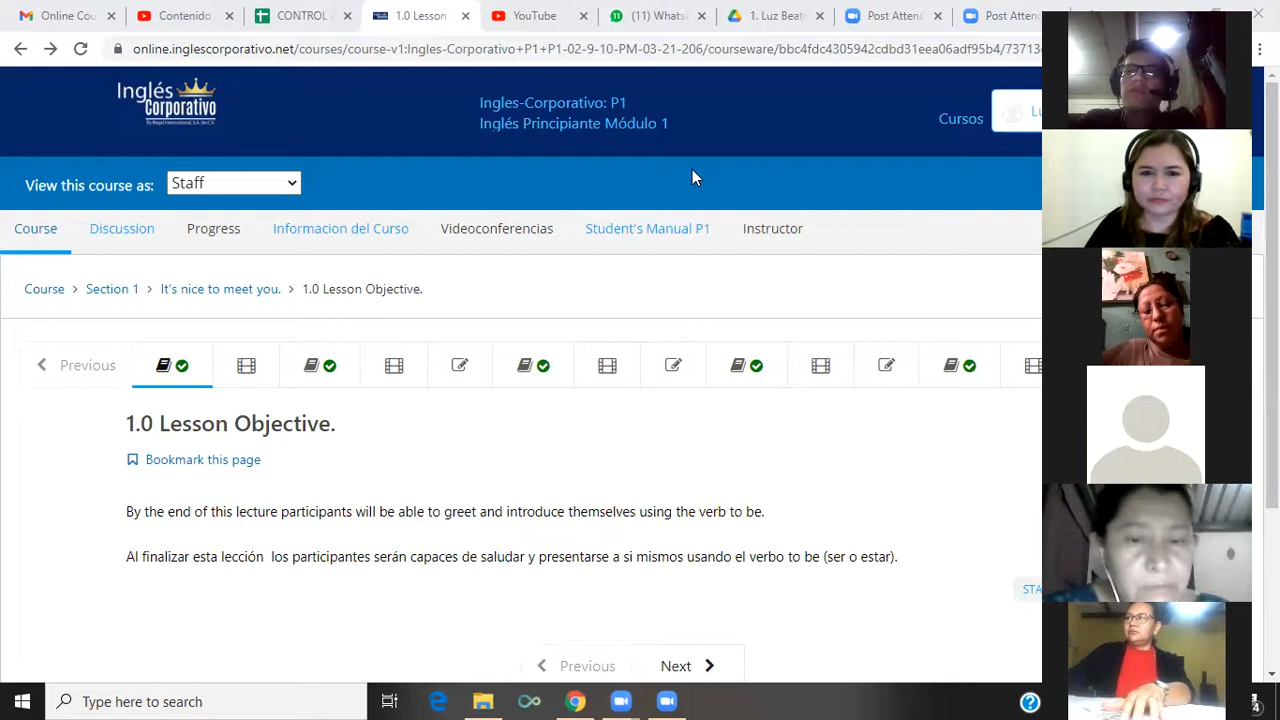 Online Cours
Contenido
CONTROL
1.0 Lesson
YouTube
(11) Whats
1. Luz Bea
Post Atten
Post Atten
online.inglescorporativo.net/courses/course-v1:Ingles-Corporativo+P1+P1-02-9-10-PM-03-21-206/courseware/bbc4fdc4305942cdbd31eea06adf95b4/73713
Inglés
Corporativo
Ingles-Corporativo: P1
Inglés Principiante Módulo 1
Cursos
View this course as:
Staff
Course
Discussion
Progress
Informacion del Curso
Videoconferencias
Student's Manual P1
Instructor
Course > Section 1 > It's nice to meet you. > 1.0 Lesson Objective.
Previous
1.0 Lesson Objective.
Bookmark this page
By the end of this lecture participants will be able to greet and introduce themselves using the verb to be.
Al finalizar esta lección los participantes serán capaces de saludar y presentarse a si mismos usando el verbo to be (ser o estar).
STA
Previous
Next
Type here to search